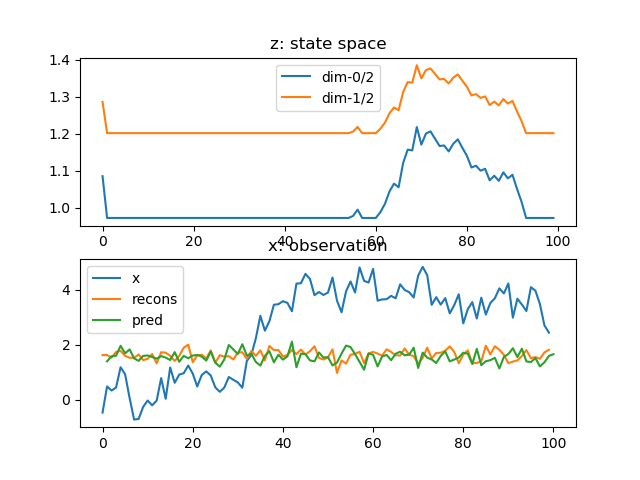 z: state space
1.4
1.3
1.2
1.1
1.0
dim-0/2
dim-1/2
0 20 40 60 80 100
x: observation
4
2
0
x
recons
pred
0 20 40 60 80 100